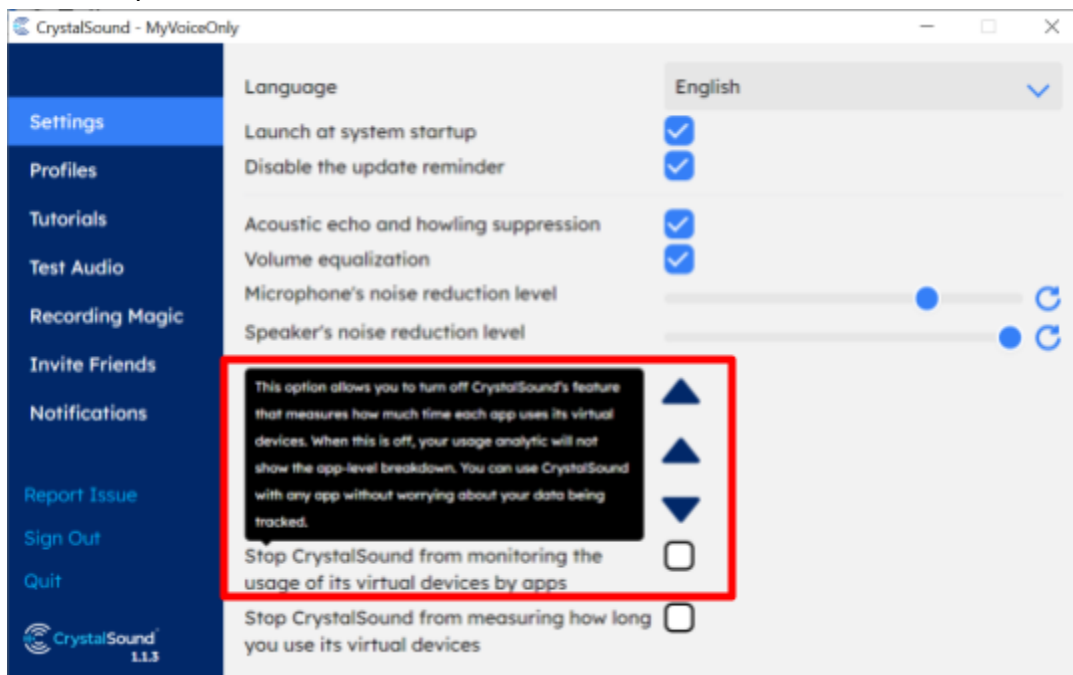 CrystalSound - MyVoiceOnly
Language
English
Settings
Launch at system startup
Disable the update reminder
Profiles
Tutorials
Acoustic echo and howling suppression
Volume equalization
Test Audio
Microphone's noise reduction level
Recording Magic
Speaker's noise reduction level
Invite Friends
Notifications
This option allows you to turn off CrystalSound's feature
that measures how much time each app uses its virtual
devices. When this is off, your usage analytic will not
show the app-level breakdown. You can use CrystalSound
with any app without worrying about your data being
tracked.
Report Issue
Sign Out
Quit
Stop CrystalSound from monitoring the
usage of its virtual devices by apps
Stop CrystalSound from measuring how long
you use its virtual devices
CrystalSound
1.1.3